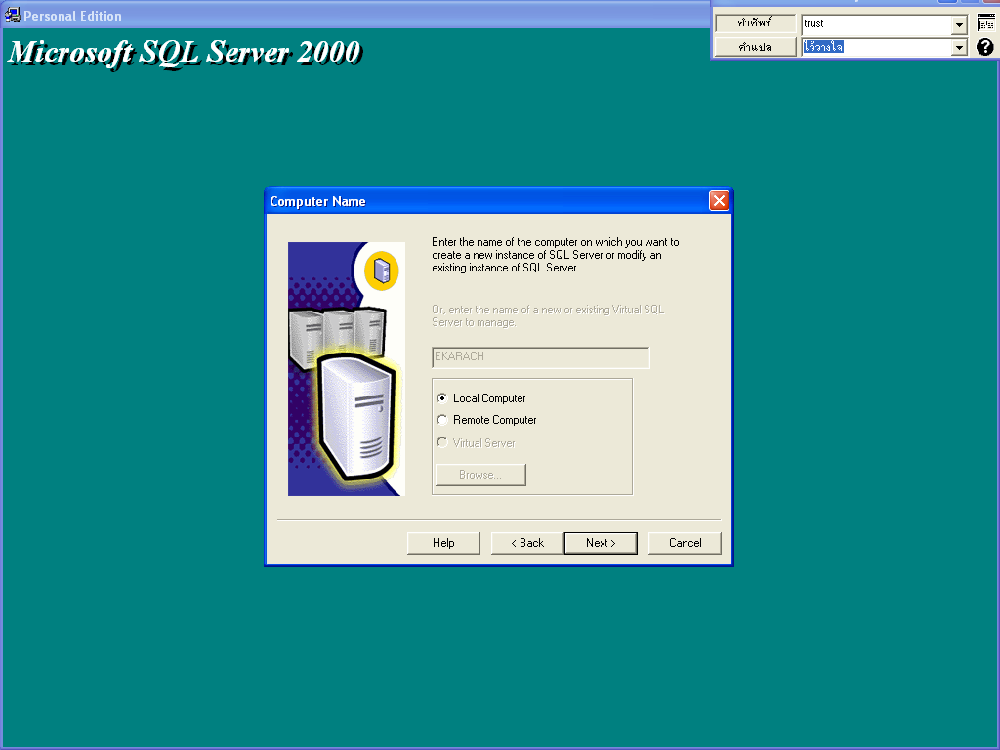 Personal Edition
Microsoft SQL Server 2000
คำศัพท์
trust
คำแปล
ไว้วางใจ
Computer Name
Enter the name of the computer on which you want to
create a new instance of SQL Server or modify an
existing instance of SQL Server.
Or, enter the name of a new or existing Virtual SQL
Server to manage.
EKARACH
Local Computer
Remote Computer
Virtual Server
Browse...
Help
< Back
Next >
Cancel